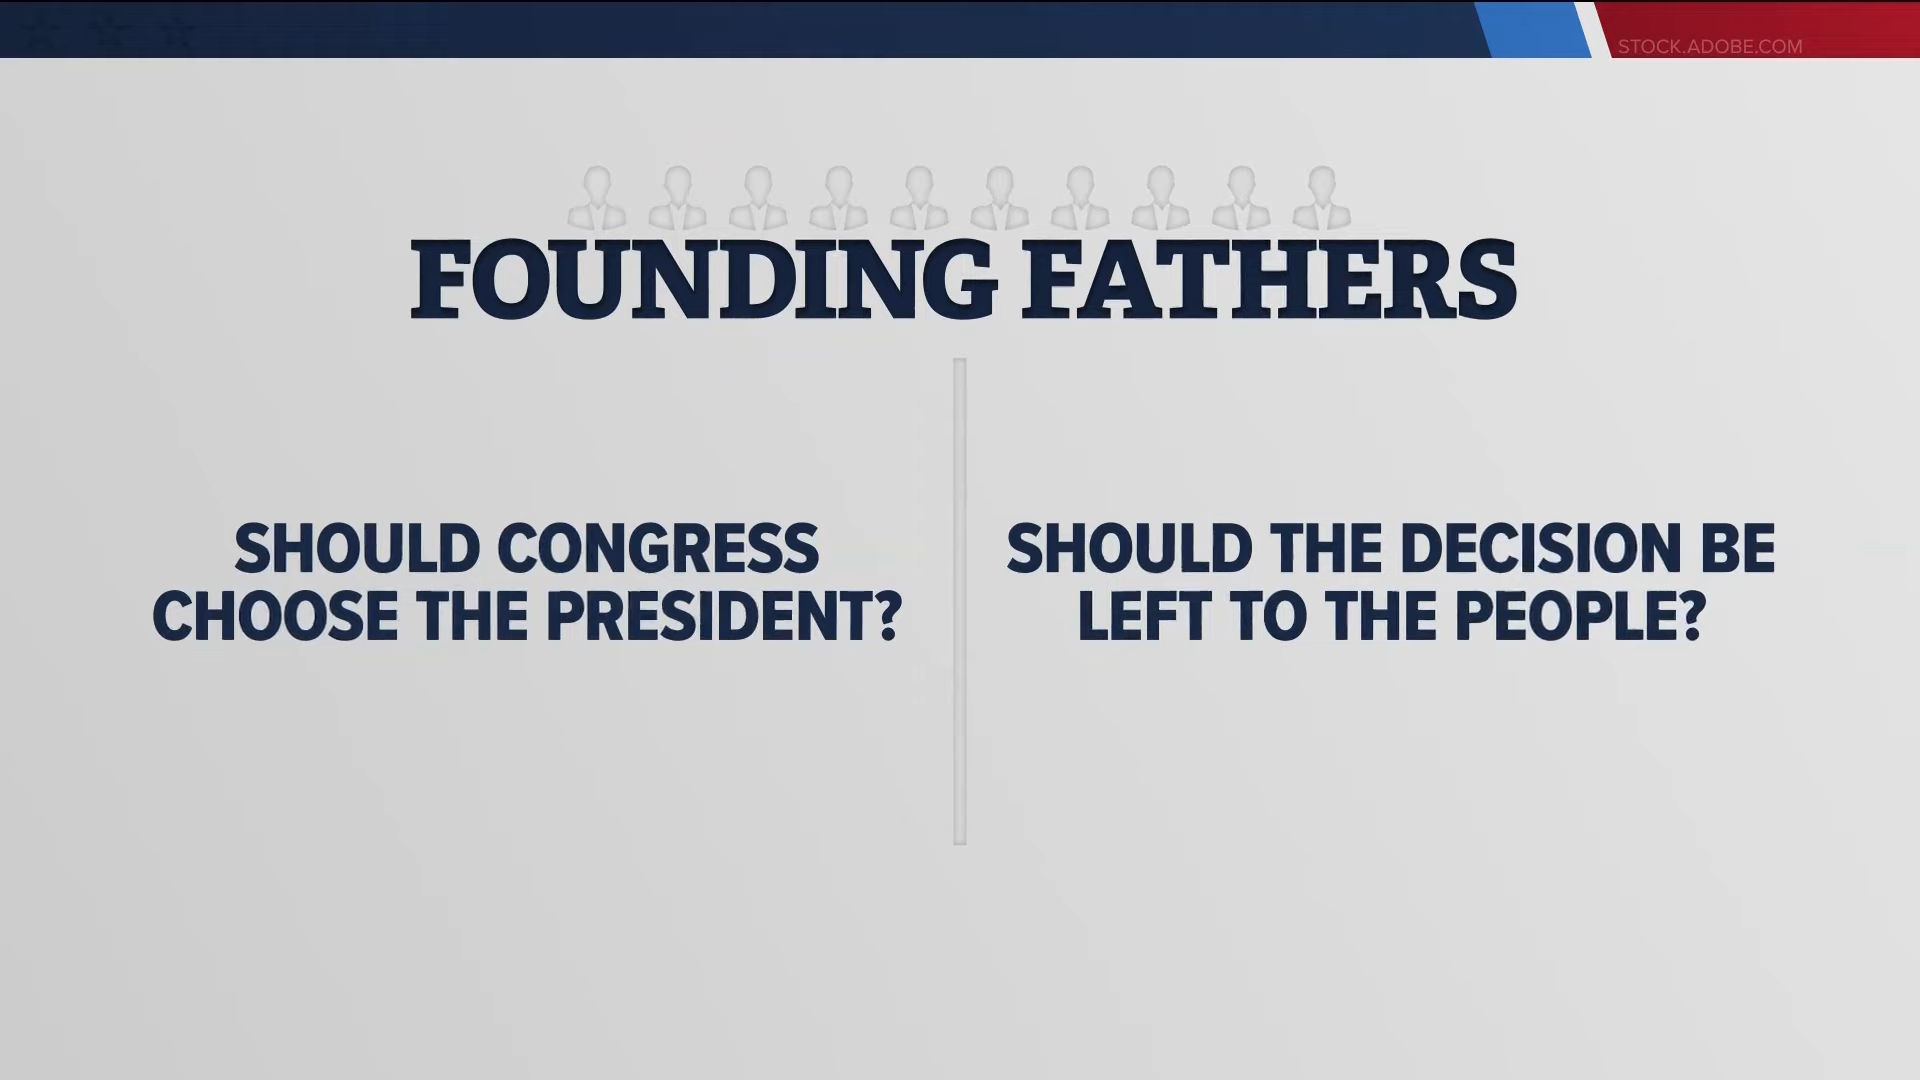 STOCK.ADOBE.COM
FOUNDING FATHERS
SHOULD CONGRESS
CHOOSE THE PRESIDENT?
SHOULD THE DECISION BE
LEFT TO THE PEOPLE?